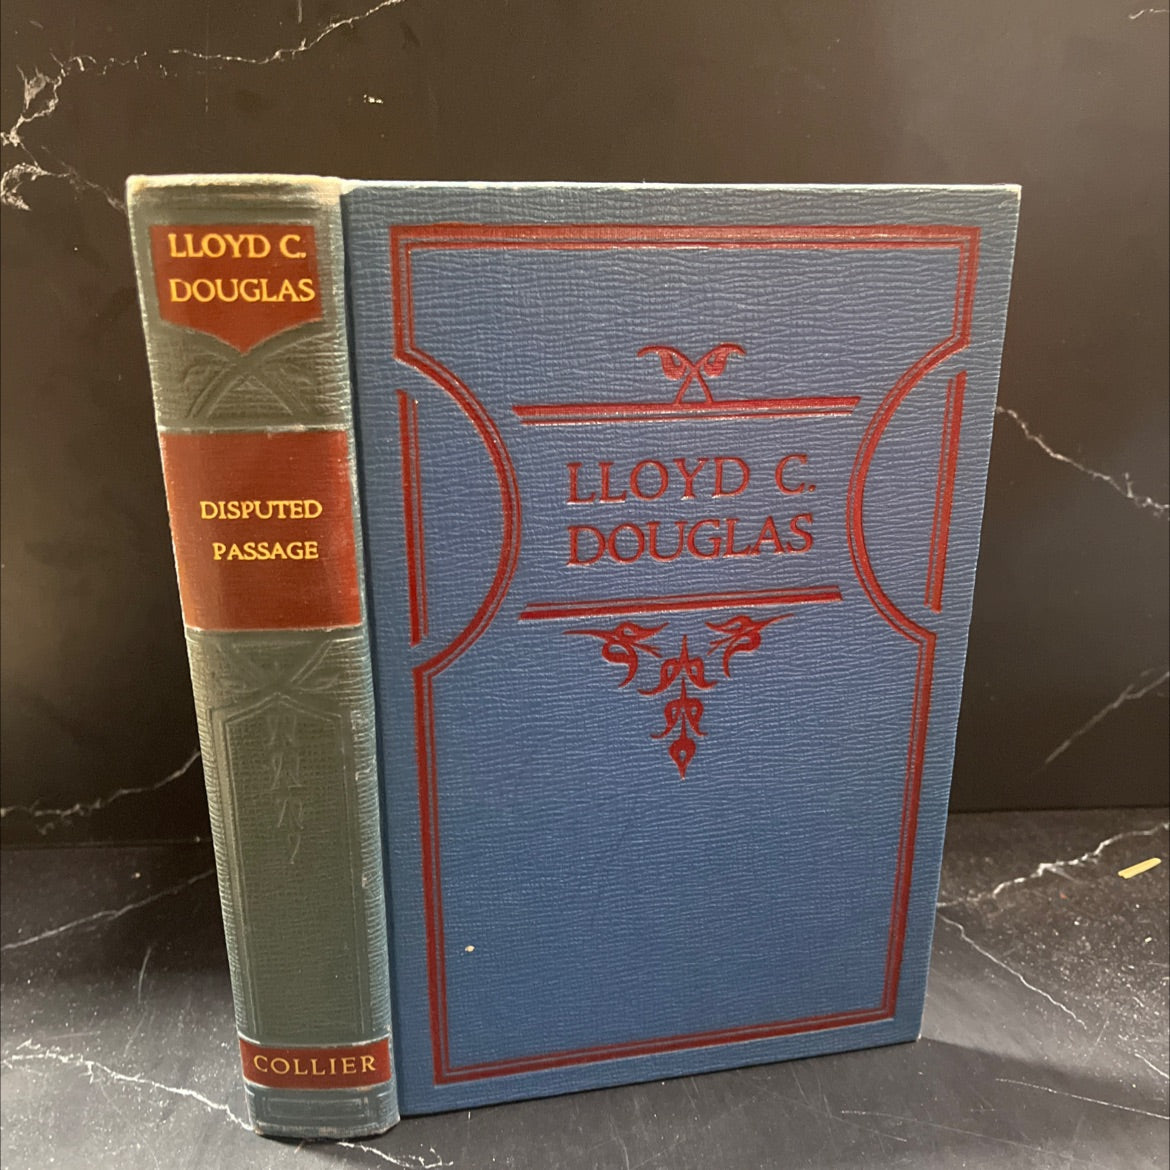 LLOYD C.
DOUGLAS
DISPUTED
PASSAGE
COLLIER
LLOYD C.
DOUGLAS